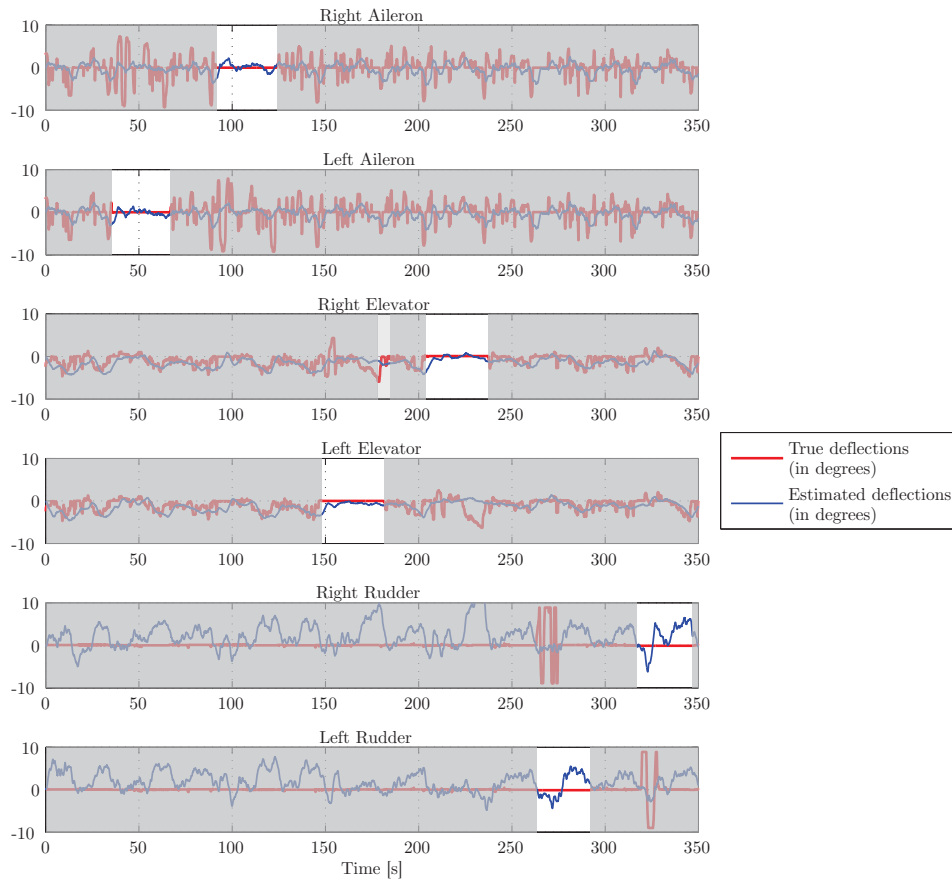 Right Aileron
10
0
-10
0 50 100 150 200 250 300 350
Left Aileron
10
0
-10
0 50 100 150 200 250 300 350
Right Elevator
10
0
-10
0 50 100 150 200 250 300 350
Left Elevator
10
0
-10
0 50 100 150 200 250 300 350
True deflections
(in degrees)
Estimated deflections
(in degrees)
Right Rudder
10
0
-10
0 50 100 150 200 250 300 350
Left Rudder
10
0
-10
0 50 100 150 200 250 300 350
Time [s]